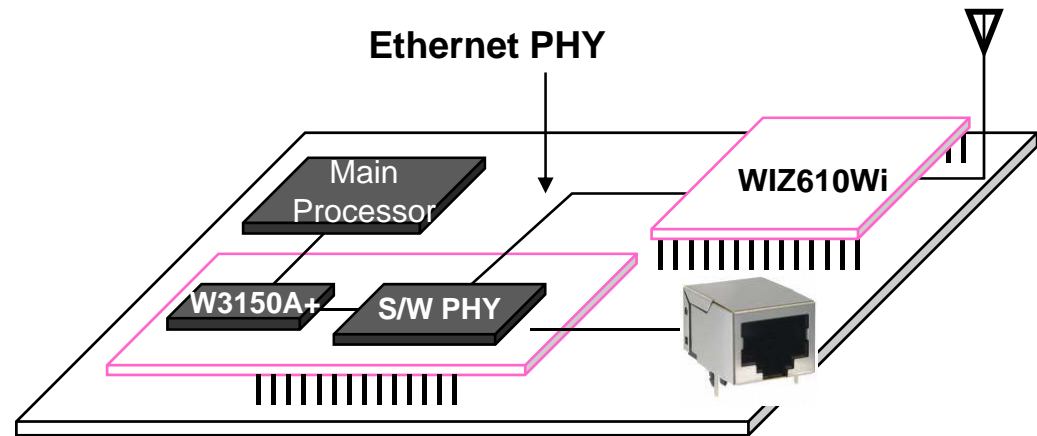 Ethernet PHY
Main
Processor
WIZ610Wi
W3150A+
S/W PHY